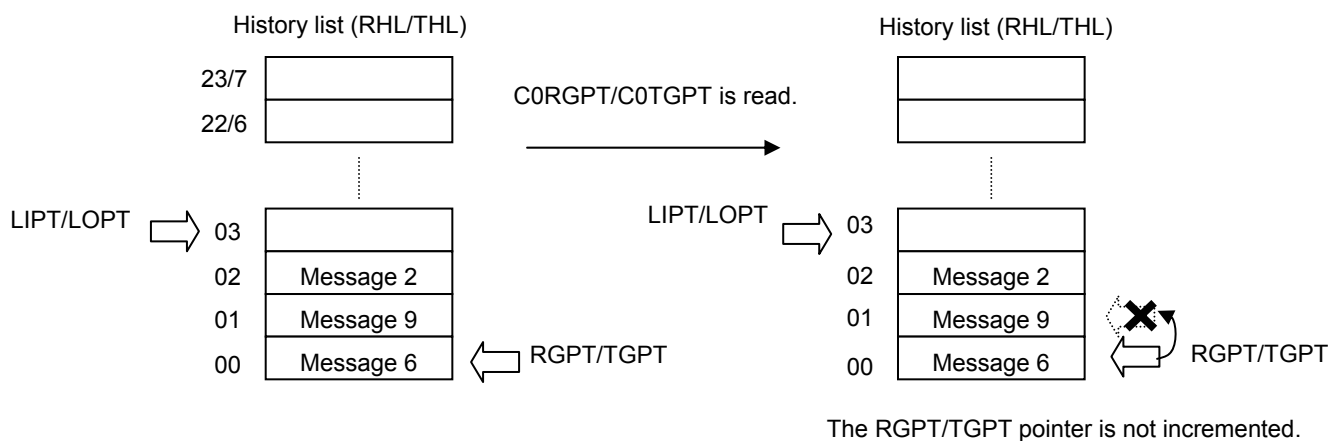 History list (RHL/THL)
23/7
22/6
LIPT/LOPT
03
02 Message 2
01 Message 9
00 Message 6
RGPT/TGPT
C0RGPT/C0TGPT is read.
History list (RHL/THL)
LIPT/LOPT
03
02 Message 2
01 Message 9
00 Message 6
RGPT/TGPT
The RGPT/TGPT pointer is not incremented.